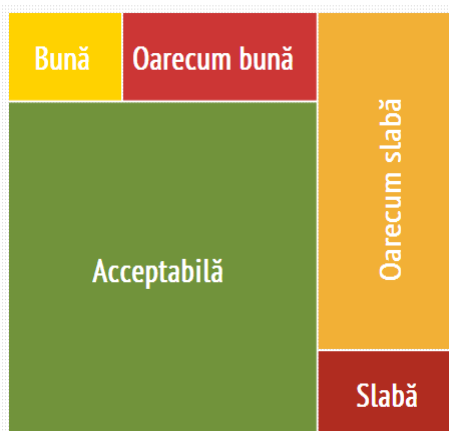 Bună
Oarecum bună
Oarecum slabă
Acceptabilă
Slabă